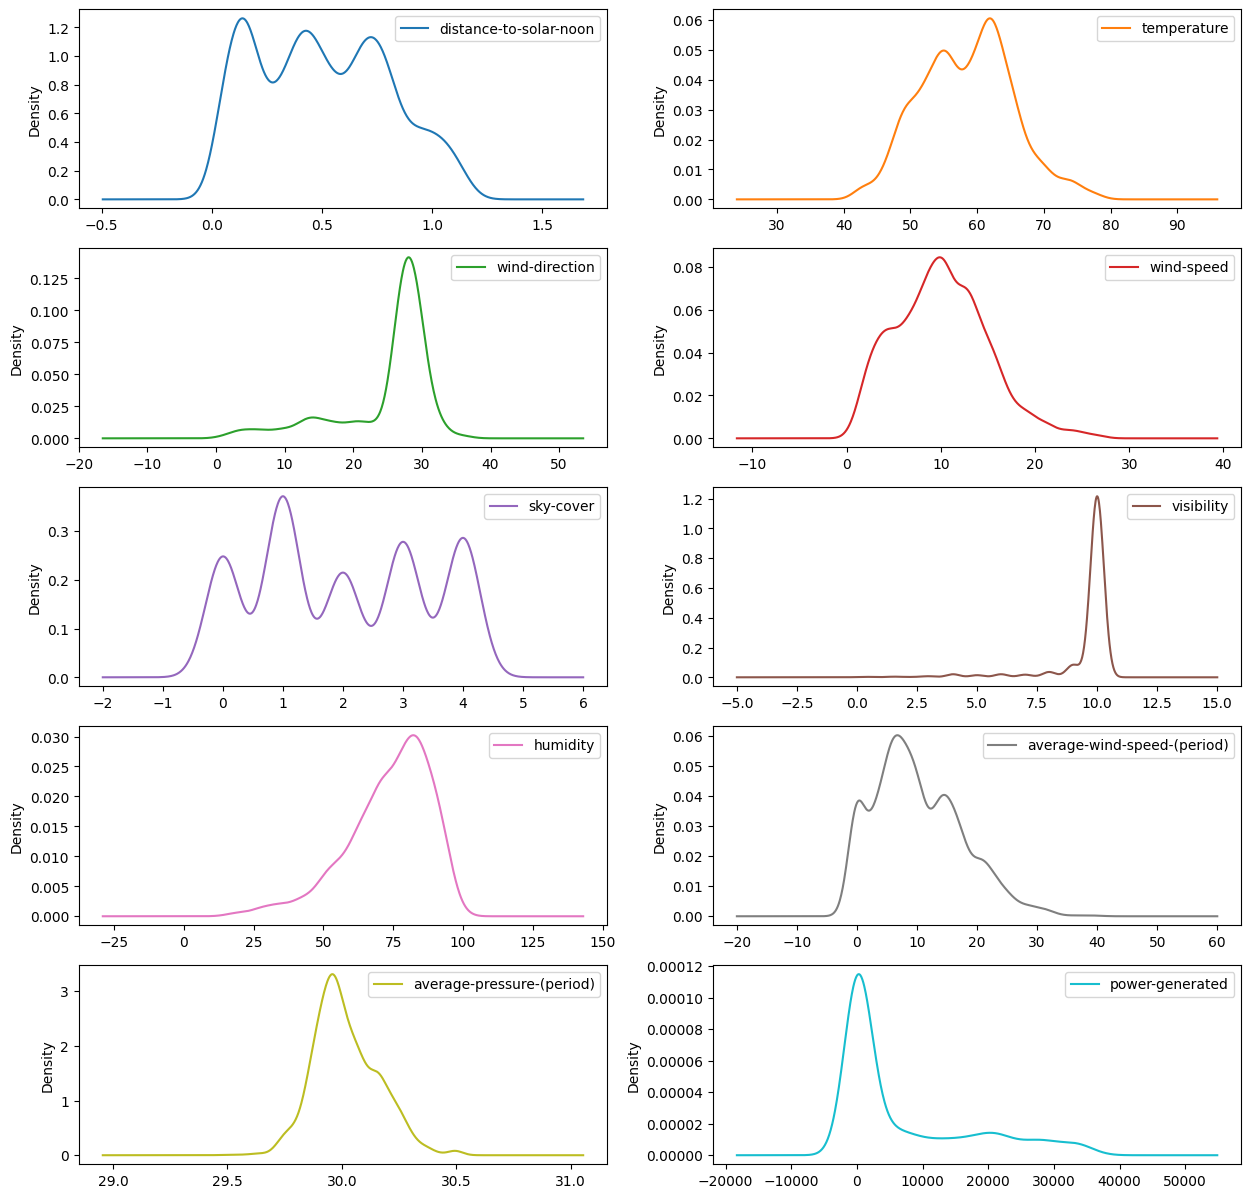 distance-to-solar-noon
Density
0.0 0.2 0.4 0.6 0.8 1.0 1.2
−0.5 0.0 0.5 1.0 1.5
temperature
Density
0.00 0.01 0.02 0.03 0.04 0.05 0.06
30 40 50 60 70 80 90
wind-direction
Density
0.000 0.025 0.050 0.075 0.100 0.125
−20 −10 0 10 20 30 40 50
wind-speed
Density
0.00 0.02 0.04 0.06 0.08
−10 0 10 20 30 40
sky-cover
Density
0.0 0.1 0.2 0.3
−2 −1 0 1 2 3 4 5 6
visibility
Density
0.0 0.2 0.4 0.6 0.8 1.0 1.2
−5.0 −2.5 0.0 2.5 5.0 7.5 10.0 12.5 15.0
humidity
Density
0.000 0.005 0.010 0.015 0.020 0.025 0.030
−25 0 25 50 75 100 125 150
average-wind-speed-(period)
Density
0.00 0.01 0.02 0.03 0.04 0.05 0.06
−20 −10 0 10 20 30 40 50 60
average-pressure-(period)
Density
0 1 2 3
29.0 29.5 30.0 30.5 31.0
power-generated
Density
0.00000 0.00002 0.00004 0.00006 0.00008 0.00010 0.00012
−20000 −10000 0 10000 20000 30000 40000 50000